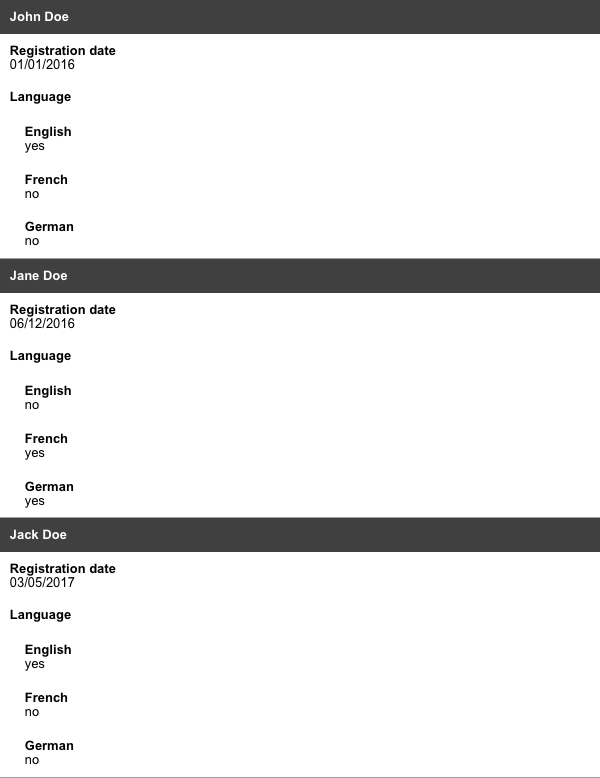 John Doe
Registration date
01/01/2016
Language
English
yes
French
no
German
no
Jane Doe
Registration date
06/12/2016
Language
English
no
French
yes
German
yes
Jack Doe
Registration date
03/05/2017
Language
English
yes
French
no
German
no